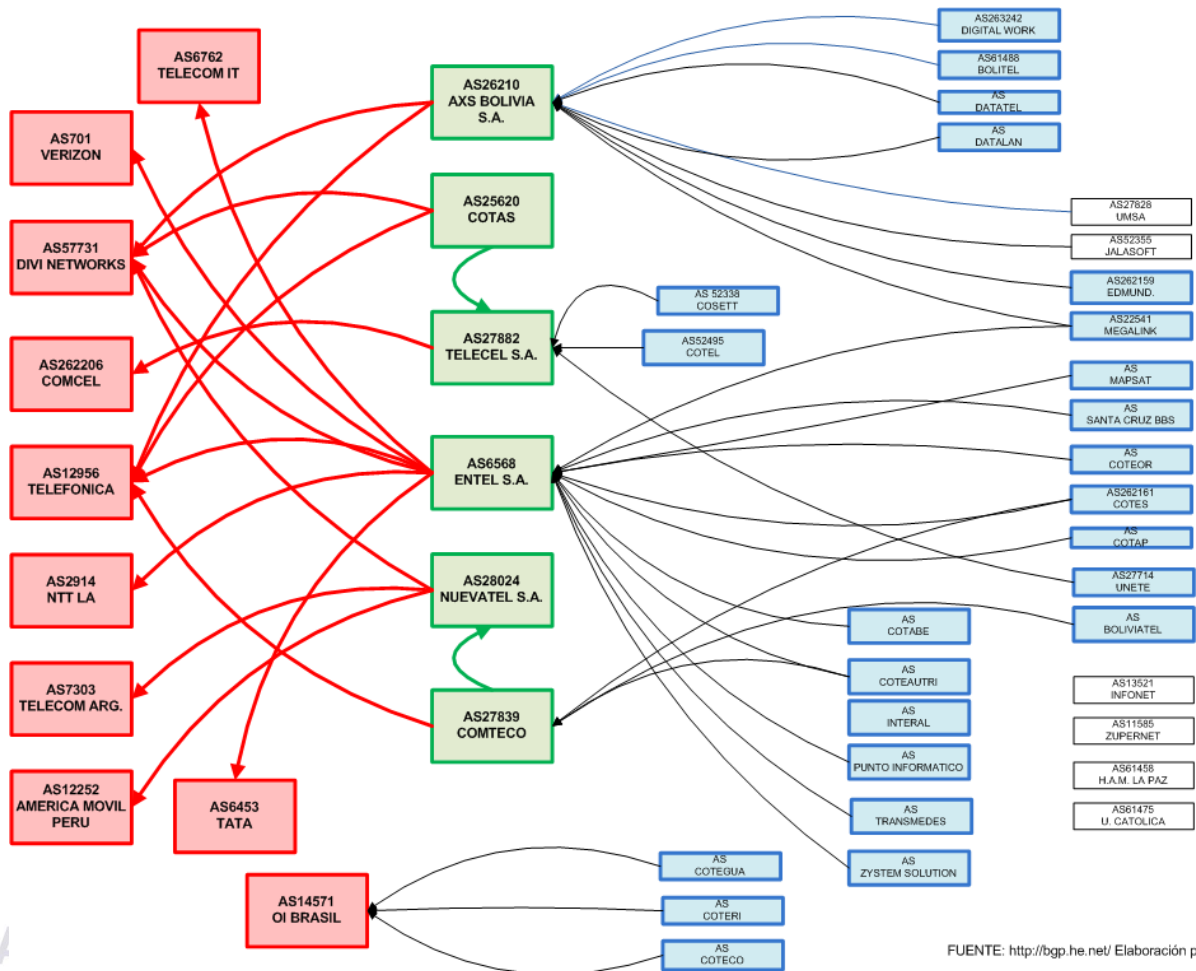 AS6762
TELECOM IT
AS701
VERIZON
AS57731
DIVI NETWORKS
AS262206
COMCEL
AS12956
TELEFONICA
AS2914
NTT LA
AS7303
TELECOM ARG.
AS12252
AMERICA MOVIL
PERU
AS6453
TATA
AS14571
OI BRASIL
AS26210
AXS BOLIVIA
S.A.
AS25620
COTAS
AS27882
TELECEL S.A.
AS6568
ENTEL S.A.
AS28024
NUEVATEL S.A.
AS27839
COMTECO
AS 52338
COSETT
AS52495
COTEL
AS
COTEGUA
AS
COTERI
AS
COTECO
AS263242
DIGITAL WORK
AS61488
BOLITEL
AS
DATATEL
AS
DATALAN
AS
COTABE
AS
COTEAUTRI
AS
INTERAL
AS
PUNTO INFORMATICO
AS
TRANSMEDES
AS
ZYSTEM SOLUTION
AS27828
UMSA
AS52355
JALASOFT
AS262159
EDMUND.
AS22541
MEGALINK
AS
MAPSAT
AS
SANTA CRUZ BBS
AS
COTEOR
AS262161
COTES
AS
COTAP
AS27714
UNETE
AS
BOLIVIATEL
AS13521
INFONET
AS11585
ZUPERNET
AS61458
H.A.M. LA PAZ
AS61475
U. CATOLICA
FUENTE: http://bgp.he.net/ Elaboración p